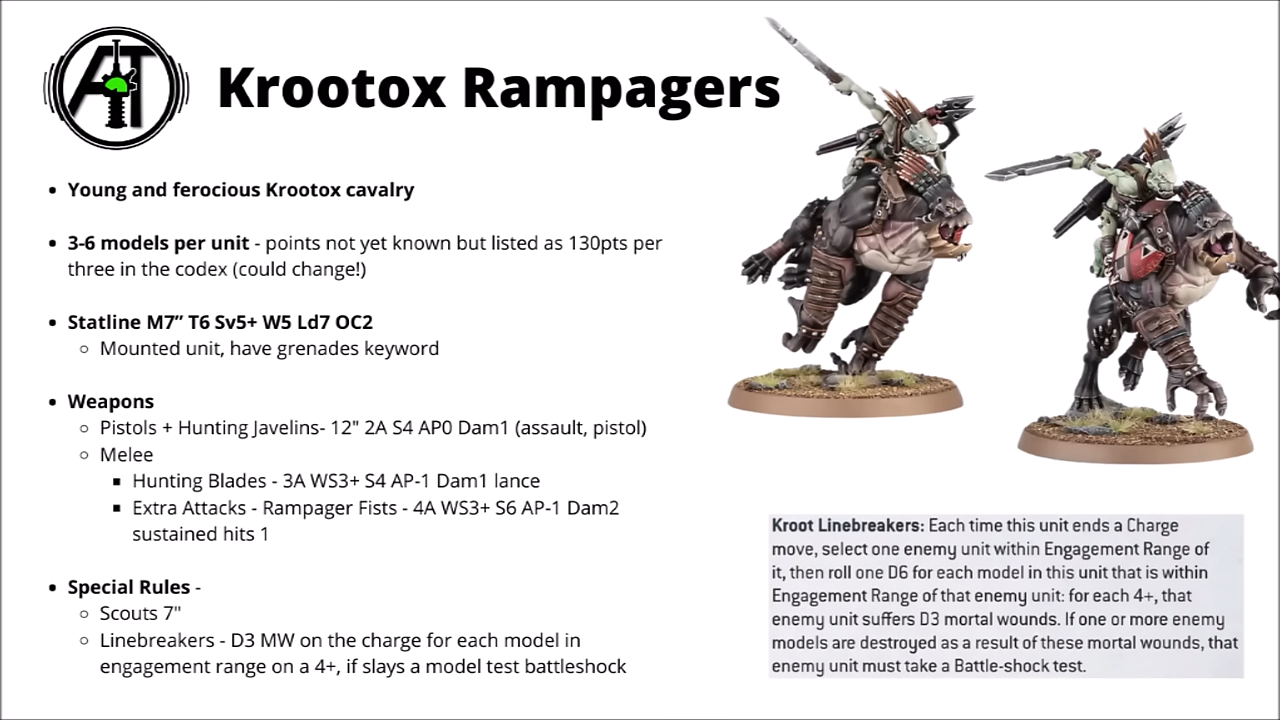 AT
Krootox Rampagers
• Young and ferocious Krootox cavalry
• 3-6 models per unit - points not yet known but listed as 130pts per
three in the codex (could change!)
• Statline M7” T6 Sv5+ W5 Ld7 OC2
○ Mounted unit, have grenades keyword
• Weapons
○ Pistols + Hunting Javelins- 12" 2A S4 AP0 Dam1 (assault, pistol)
○ Melee
▪ Hunting Blades - 3A WS3+ S4 AP-1 Dam1 lance
▪ Extra Attacks - Rampager Fists - 4A WS3+ S6 AP-1 Dam2
sustained hits 1
• Special Rules -
○ Scouts 7"
○ Linebreakers - D3 MW on the charge for each model in
engagement range on a 4+, if slays a model test battleshock
Kroot Linebreakers: Each time this unit ends a Charge
move, select one enemy unit within Engagement Range of
it, then roll one D6 for each model in this unit that is within
Engagement Range of that enemy unit: for each 4+, that
enemy unit suffers D3 mortal wounds. If one or more enemy
models are destroyed as a result of these mortal wounds, that
enemy unit must take a Battle-shock test.